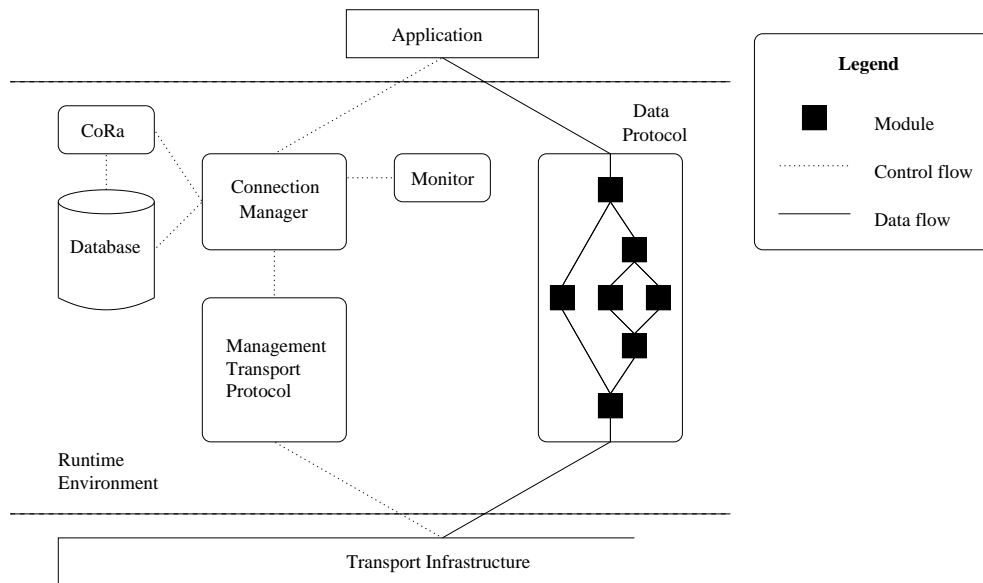 Application
Legend
Module
Control flow
Data flow
CoRa
Database
Connection
Manager
Monitor
Data
Protocol
Management
Transport
Protocol
Runtime
Environment
Transport Infrastructure